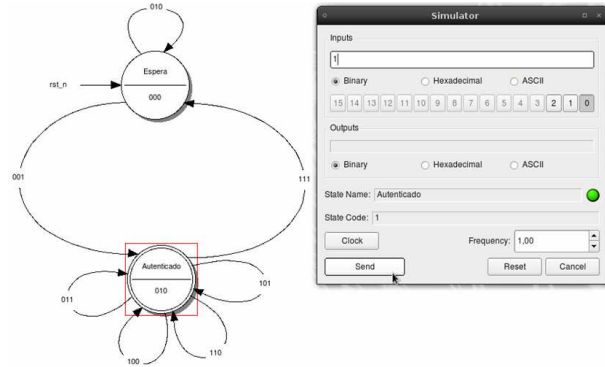 010
Espera
rst_n
000
001
111
Autenticado
010
011
101
100
110
Simulator
Inputs
1
Binary Hexadecimal ASCII
15 14 13 12 11 10 9 8 7 6 5 4 3 2 1 0
Outputs
Binary Hexadecimal ASCII
State Name: Autenticado
State Code: 1
Clock Frequency: 1,00
Send Reset Cancel